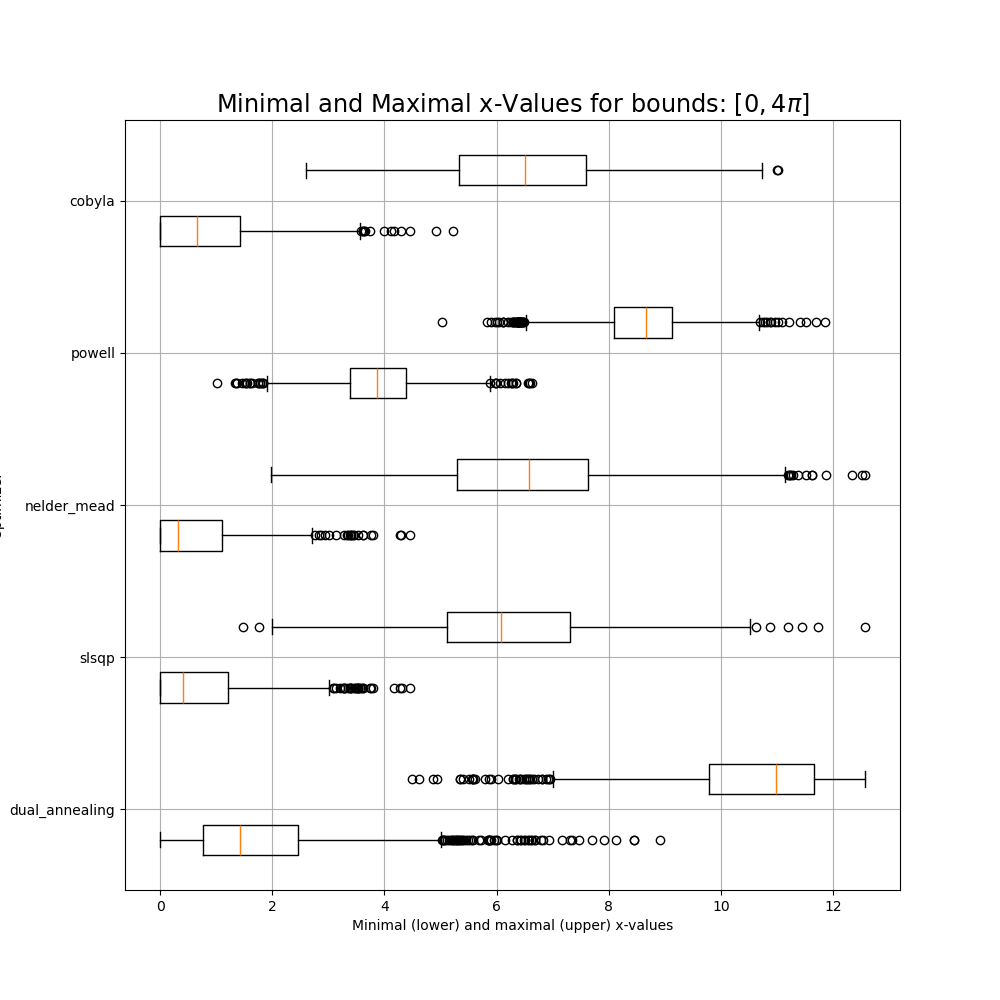 Minimal and Maximal x-Values for bounds: [0, 4π]
cobyla
powell
nelder_mead
slsqp
dual_annealing
0 2 4 6 8 10 12
Minimal (lower) and maximal (upper) x-values